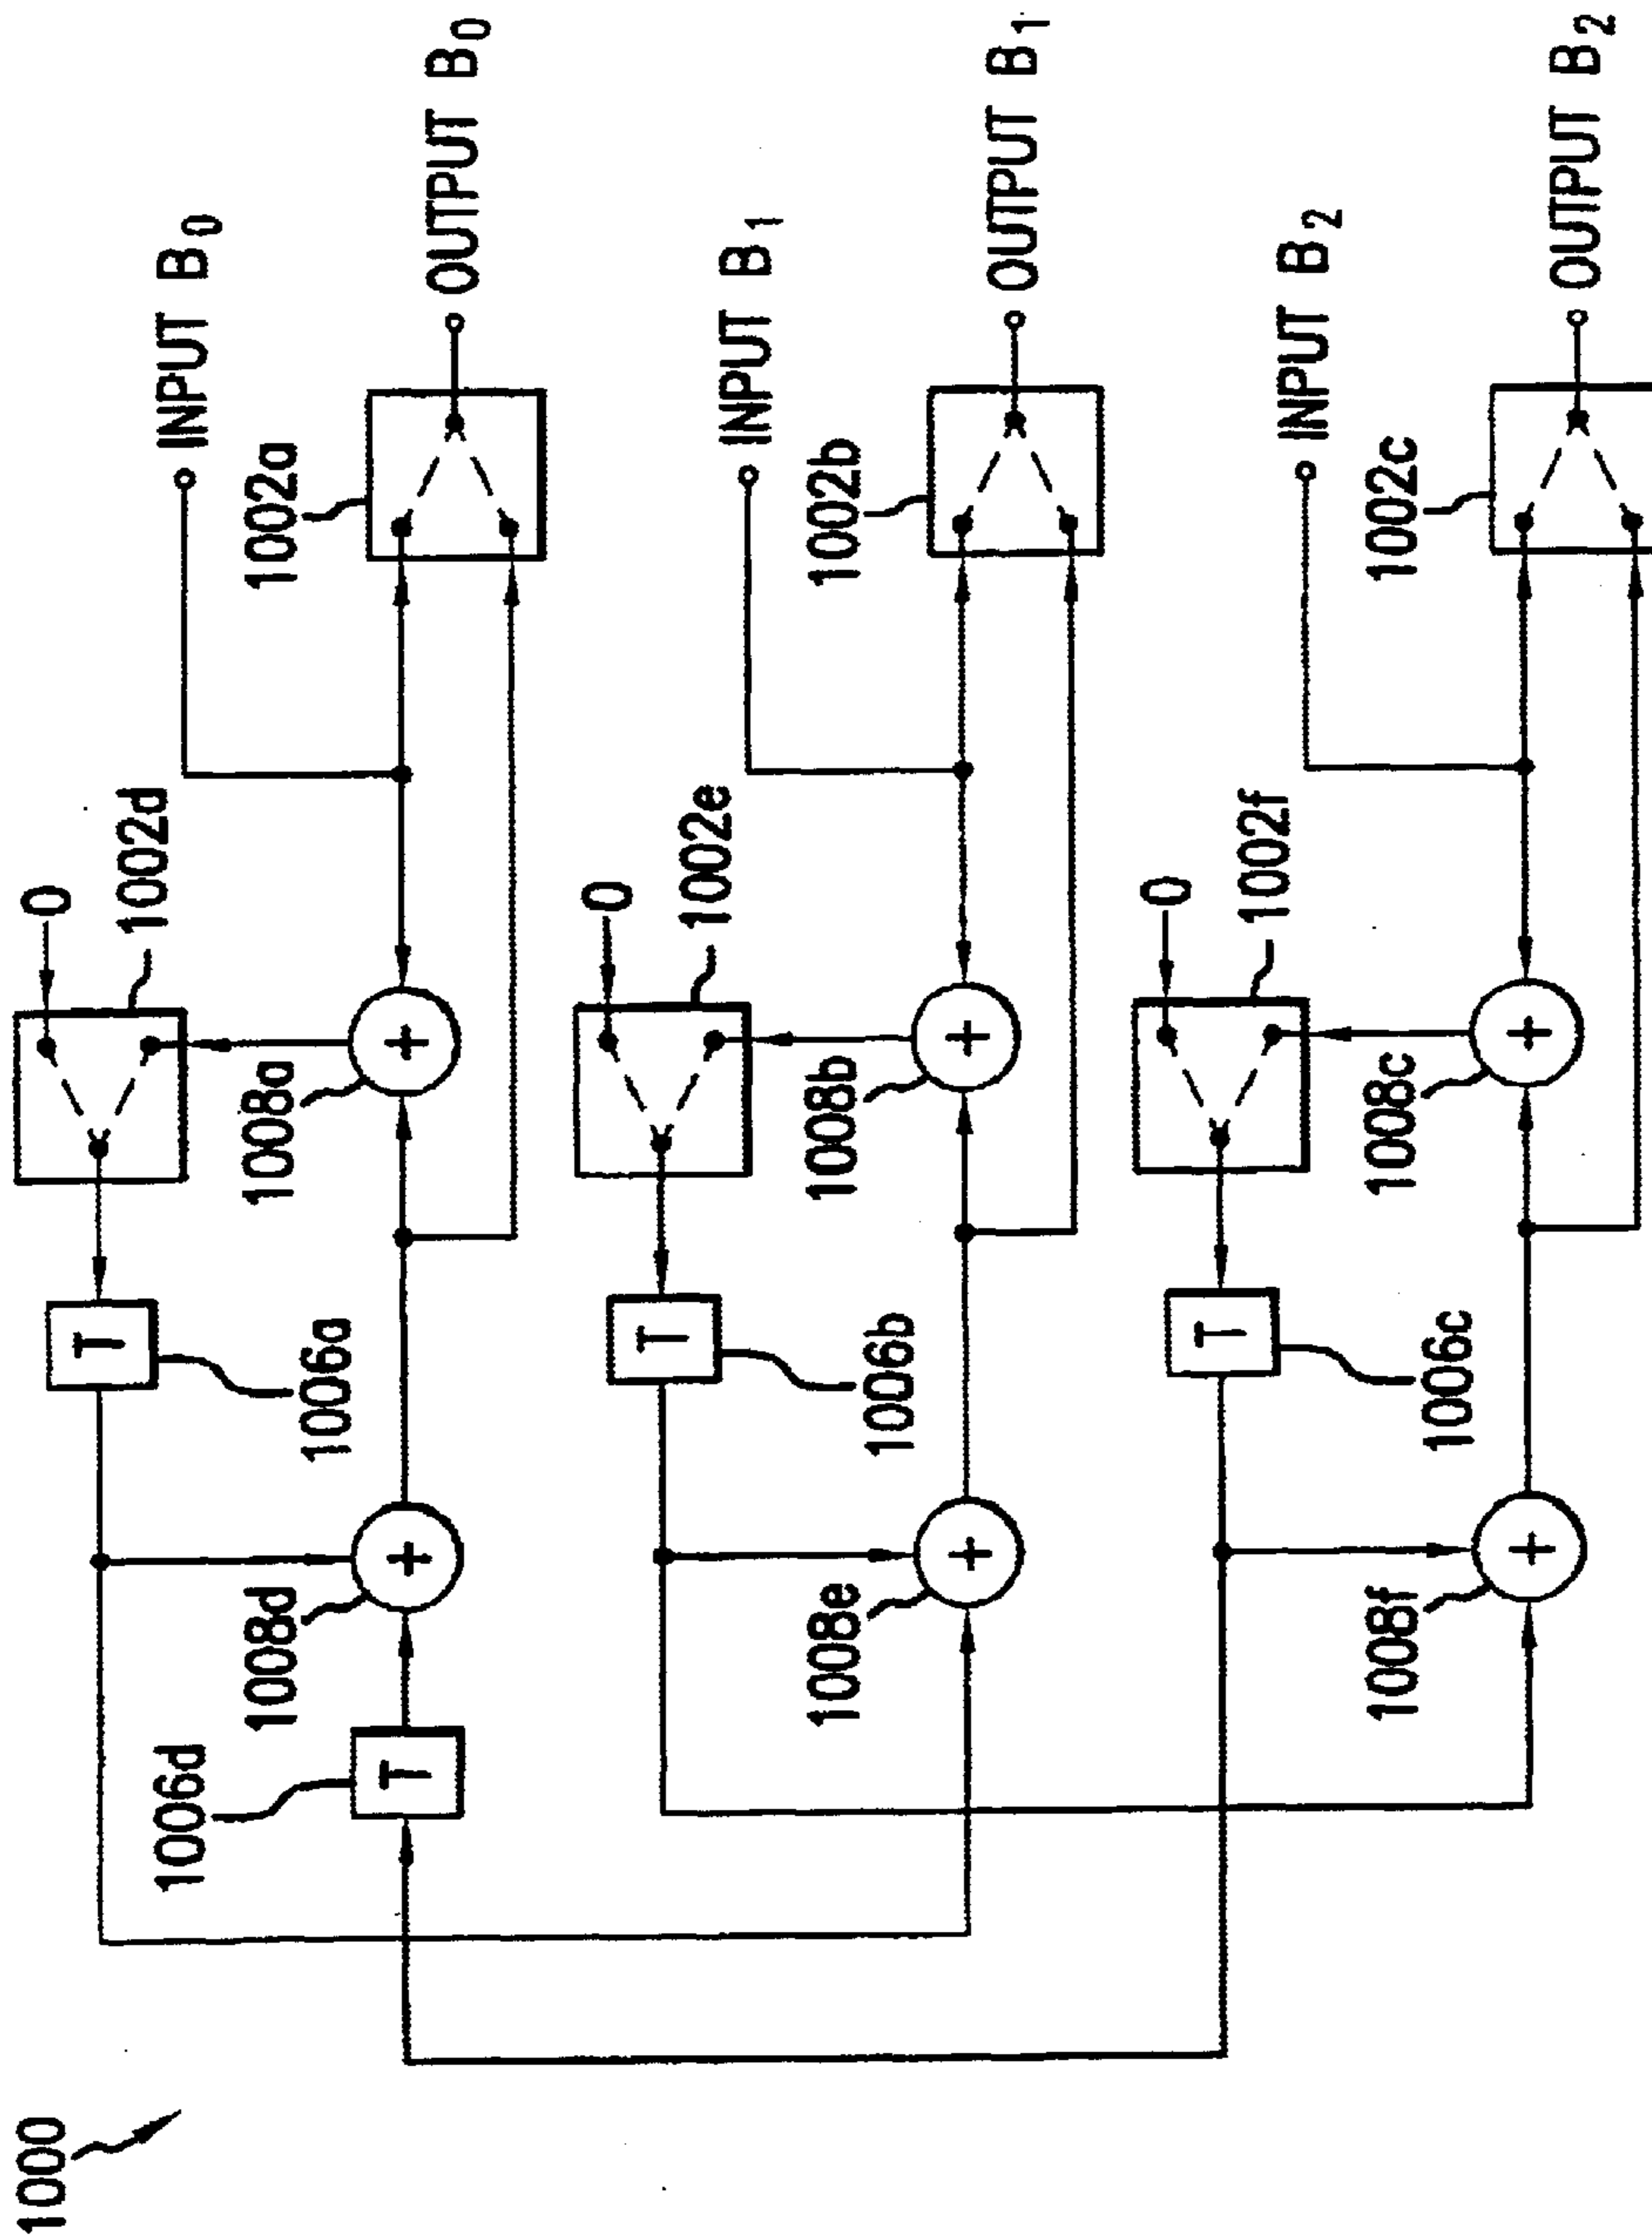 1000
1006d
T
1008d
T
1006a
1008a
1002d
0
INPUT B0
1002a
OUTPUT B0
1008e
T
1006b
1008b
1002e
0
INPUT B1
1002b
OUTPUT B1
1008f
T
1006c
1008c
1002f
0
INPUT B2
1002c
OUTPUT B2
+
+
+
+
+
+